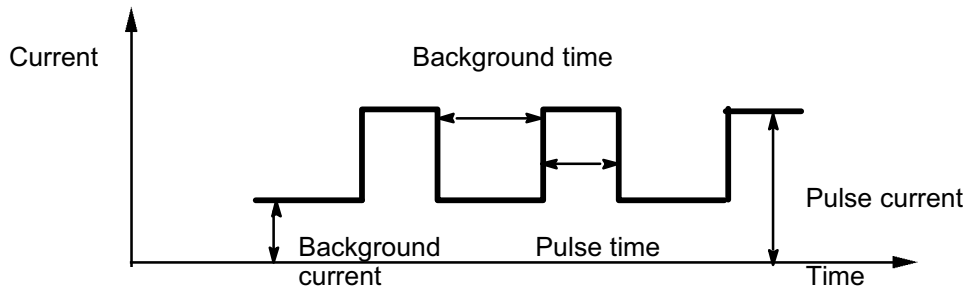 Current
Background time
Pulse current
Background
current
Pulse time
Time